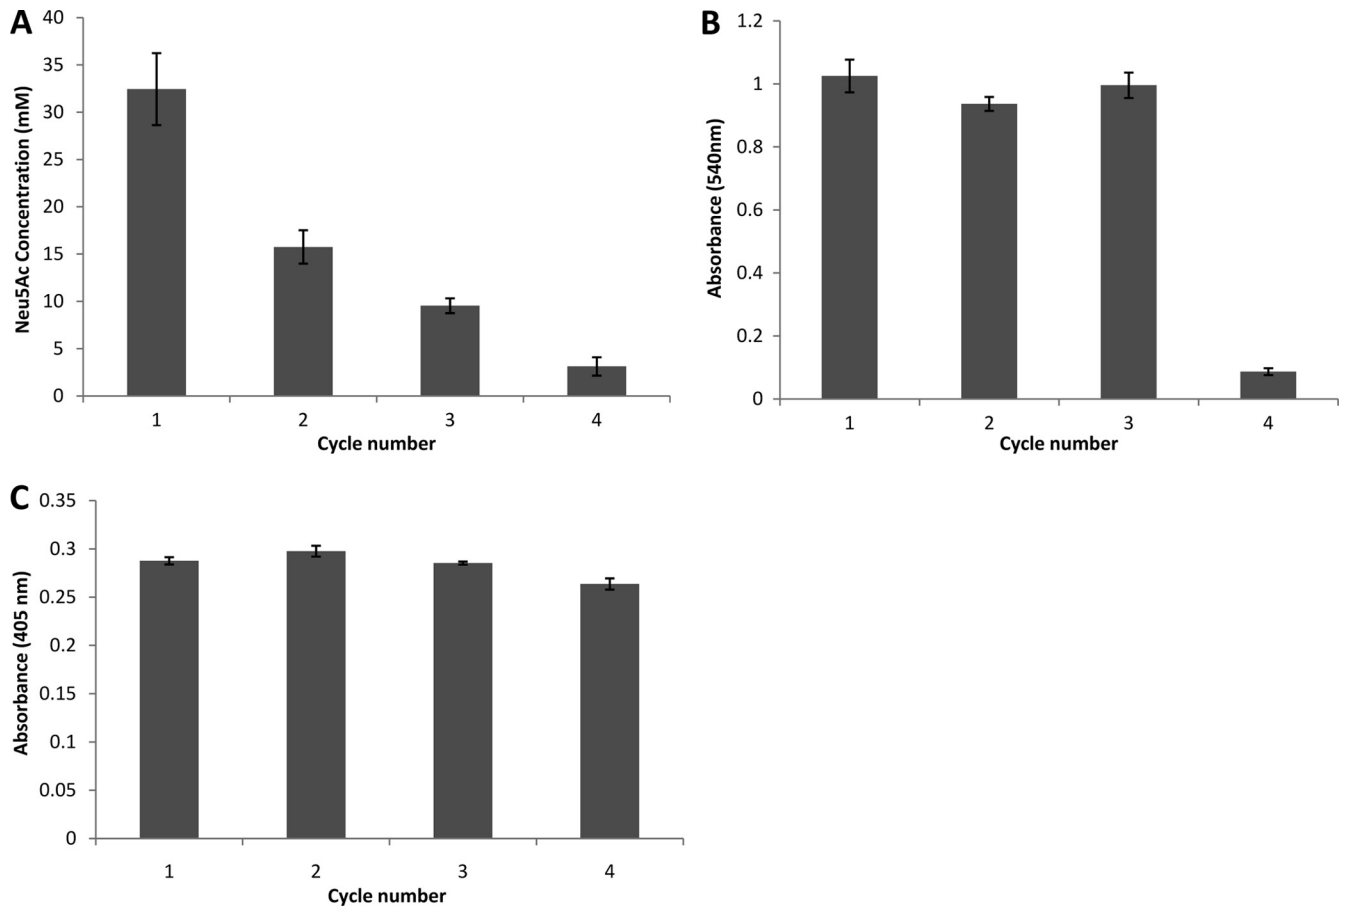 A
Neu5Ac Concentration (mM)
40
35
30
25
20
15
10
5
0
1 2 3 4
Cycle number
B
Absorbance (540nm)
1.2
1
0.8
0.6
0.4
0.2
0
1 2 3 4
Cycle number
C
Absorbance (405 nm)
0.35
0.3
0.25
0.2
0.15
0.1
0.05
0
1 2 3 4
Cycle number